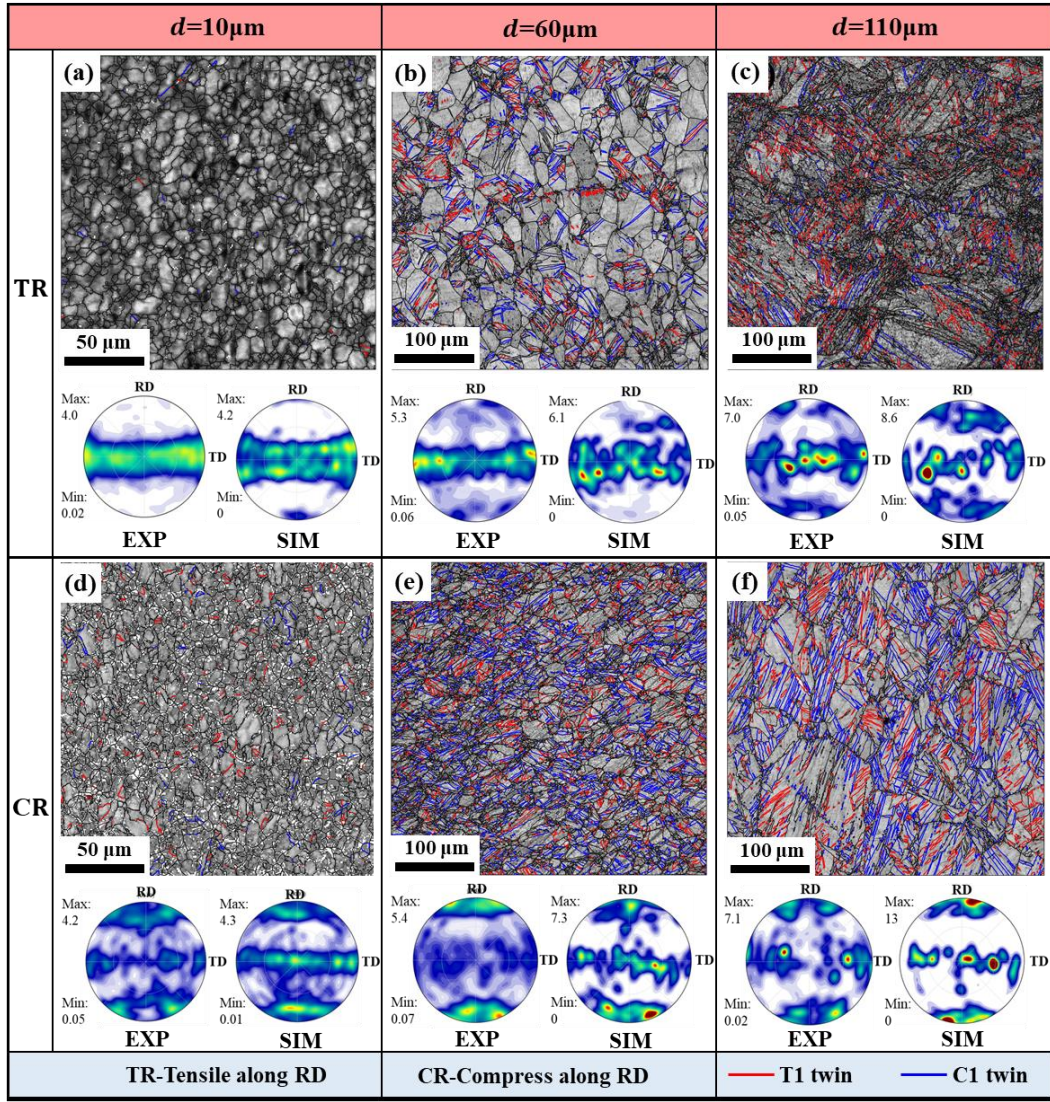 d=10μm d=60μm d=110μm
TR
(a) (b) (c)
50 μm 100 μm 100 μm
Max: 4.0 RD Max: 4.2 RD TD TD Min: 0.02 Min: 0
Max: 5.3 RD Max: 6.1 RD TD TD Min: 0.06 Min: 0
Max: 7.0 RD Max: 8.6 RD TD TD Min: 0.05 Min: 0
EXP SIM EXP SIM EXP SIM
CR
(d) (e) (f)
50 μm 100 μm 100 μm
Max: 4.2 RD Max: 4.3 RD TD TD Min: 0.05 Min: 0.01
Max: 5.4 RD Max: 7.3 RD TD TD Min: 0.07 Min: 0
Max: 7.1 RD Max: 13 RD TD TD Min: 0.02 Min: 0
EXP SIM EXP SIM EXP SIM
TR-Tensile along RD CR-Compress along RD T1 twin C1 twin